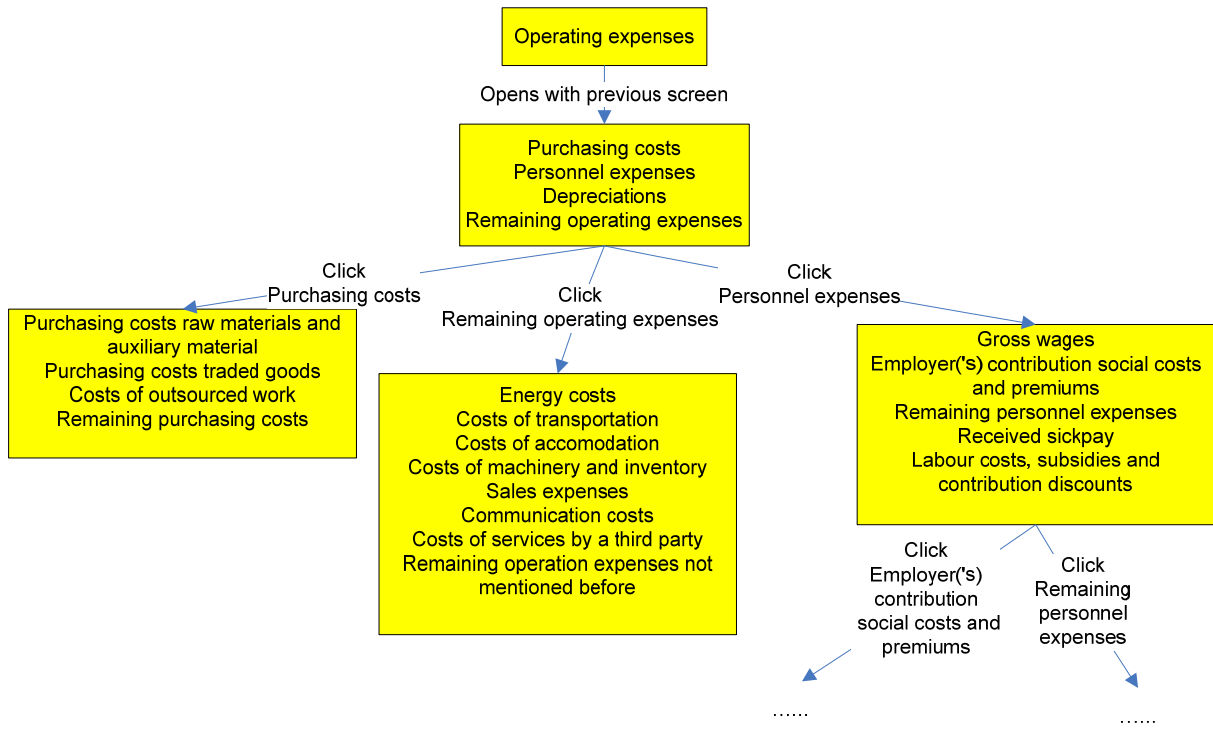 Operating expenses
Opens with previous screen
Purchasing costs
Personnel expenses
Depreciations
Remaining operating expenses
Click
Purchasing costs
Click
Remaining operating expenses
Click
Personnel expenses
Purchasing costs raw materials and
auxiliary material
Purchasing costs traded goods
Costs of outsourced work
Remaining purchasing costs
Energy costs
Costs of transportation
Costs of accomodation
Costs of machinery and inventory
Sales expenses
Communication costs
Costs of services by a third party
Remaining operation expenses not
mentioned before
Gross wages
Employer('s) contribution social costs
and premiums
Remaining personnel expenses
Received sickpay
Labour costs, subsidies and
contribution discounts
Click
Employer('s)
contribution
social costs and
premiums
Click
Remaining
personnel
expenses
......
......